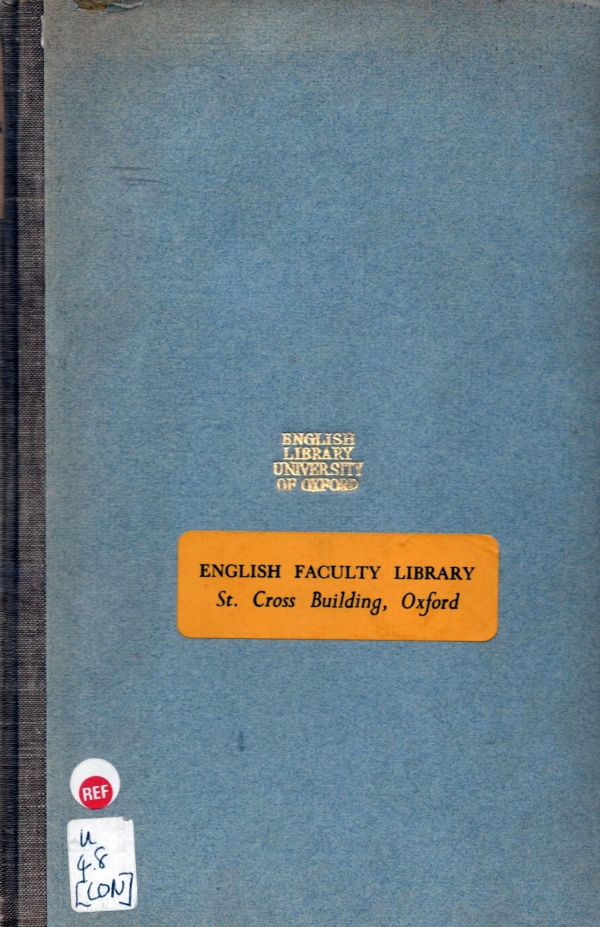 ENGLISH
LIBRARY
UNIVERSITY
OF OXFORD
ENGLISH FACULTY LIBRARY
St. Cross Building, Oxford
REF
U
4.8
[LON]